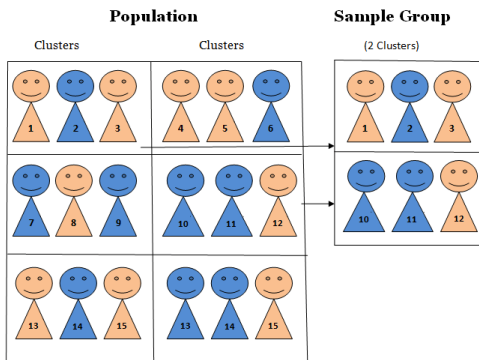 Population Sample Group
Clusters Clusters (2 Clusters)
1 2 3 4 5 6 1 2 3
7 8 9 10 11 12 10 11 12
13 14 15 13 14 15